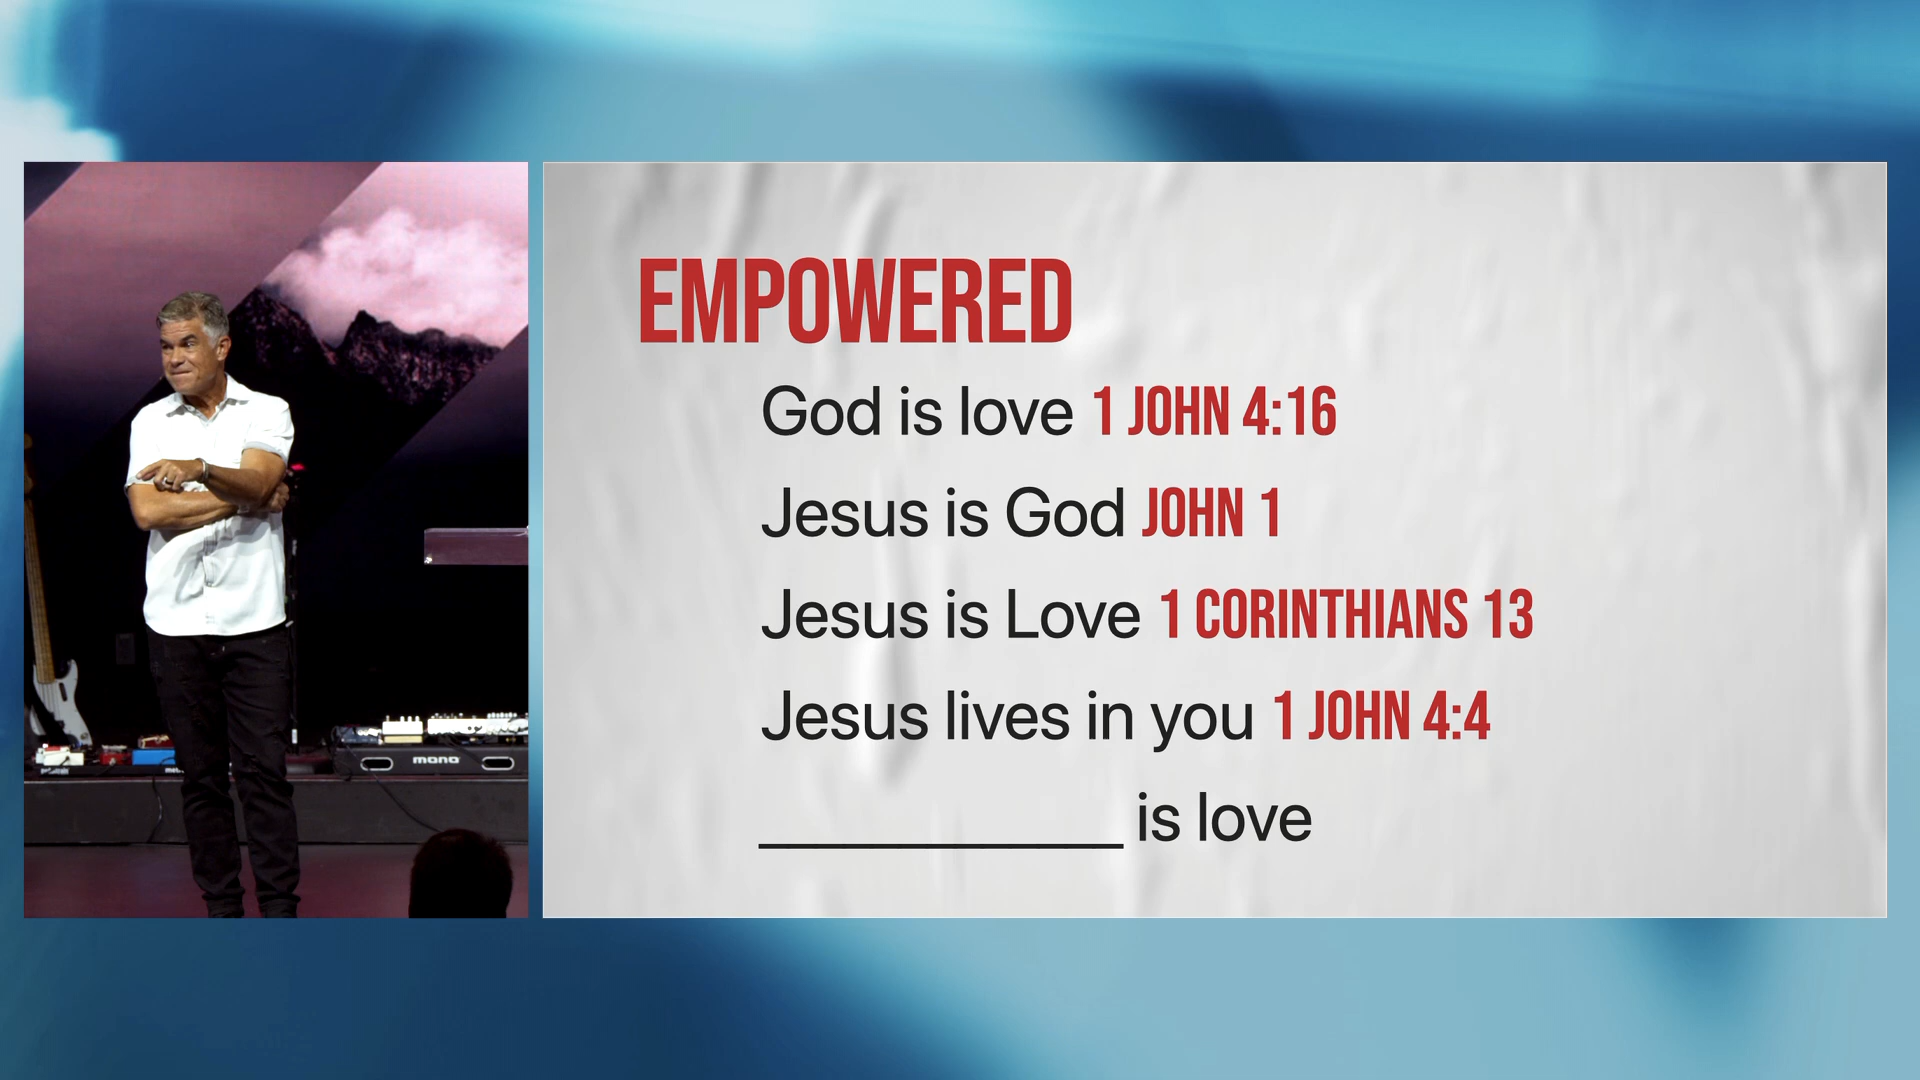 EMPOWERED
God is love 1 JOHN 4:16
Jesus is God JOHN 1
Jesus is Love 1 CORINTHIANS 13
Jesus lives in you 1 JOHN 4:4
___________ is love
mono